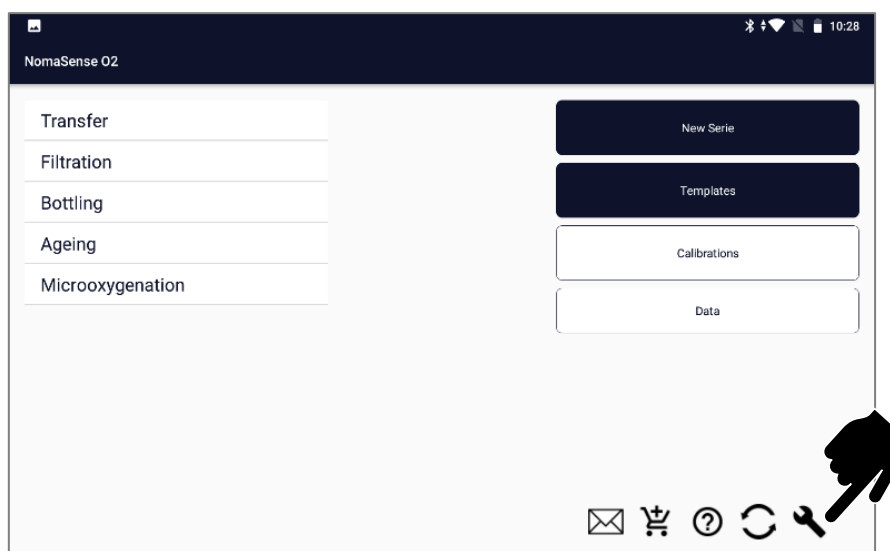 10:28
NomaSense O2
Transfer
Filtration
Bottling
Ageing
Microoxygenation
New Serie
Templates
Calibrations
Data